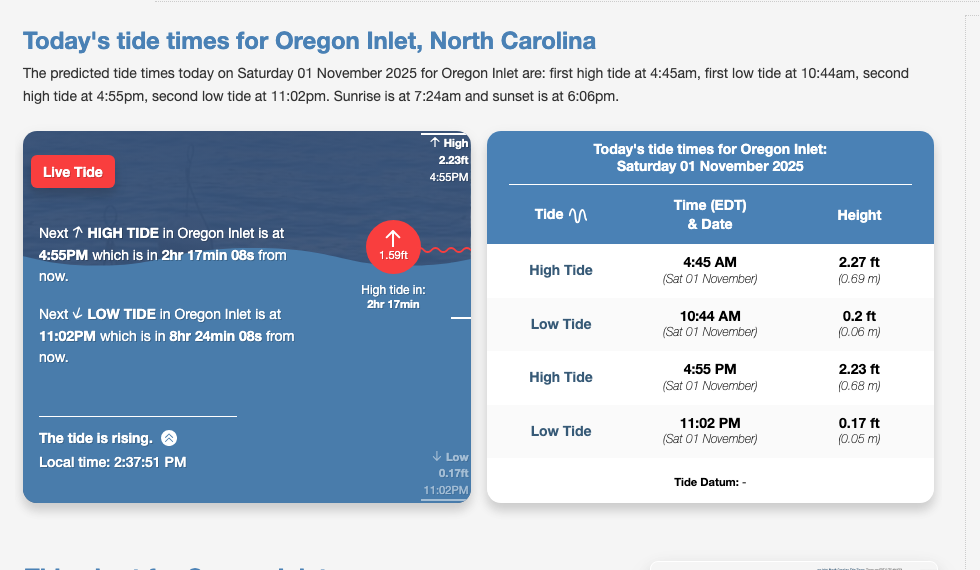 Today's tide times for Oregon Inlet, North Carolina
The predicted tide times today on Saturday 01 November 2025 for Oregon Inlet are: first high tide at 4:45am, first low tide at 10:44am, second
high tide at 4:55pm, second low tide at 11:02pm. Sunrise is at 7:24am and sunset is at 6:06pm.
Live Tide
↑ High
2.23ft
4:55PM
Next ↑ HIGH TIDE in Oregon Inlet is at
4:55PM which is in 2hr 17min 08s from
now.
1.59ft
High tide in:
2hr 17min
Next ↓ LOW TIDE in Oregon Inlet is at
11:02PM which is in 8hr 24min 08s from
now.
The tide is rising.
Local time: 2:37:51 PM
↓ Low
0.17ft
11:02PM
Today's tide times for Oregon Inlet:
Saturday 01 November 2025
Tide Time (EDT) Height
& Date
High Tide 4:45 AM 2.27 ft
(Sat 01 November) (0.69 m)
Low Tide 10:44 AM 0.2 ft
(Sat 01 November) (0.06 m)
High Tide 4:55 PM 2.23 ft
(Sat 01 November) (0.68 m)
Low Tide 11:02 PM 0.17 ft
(Sat 01 November) (0.05 m)
Tide Datum: -